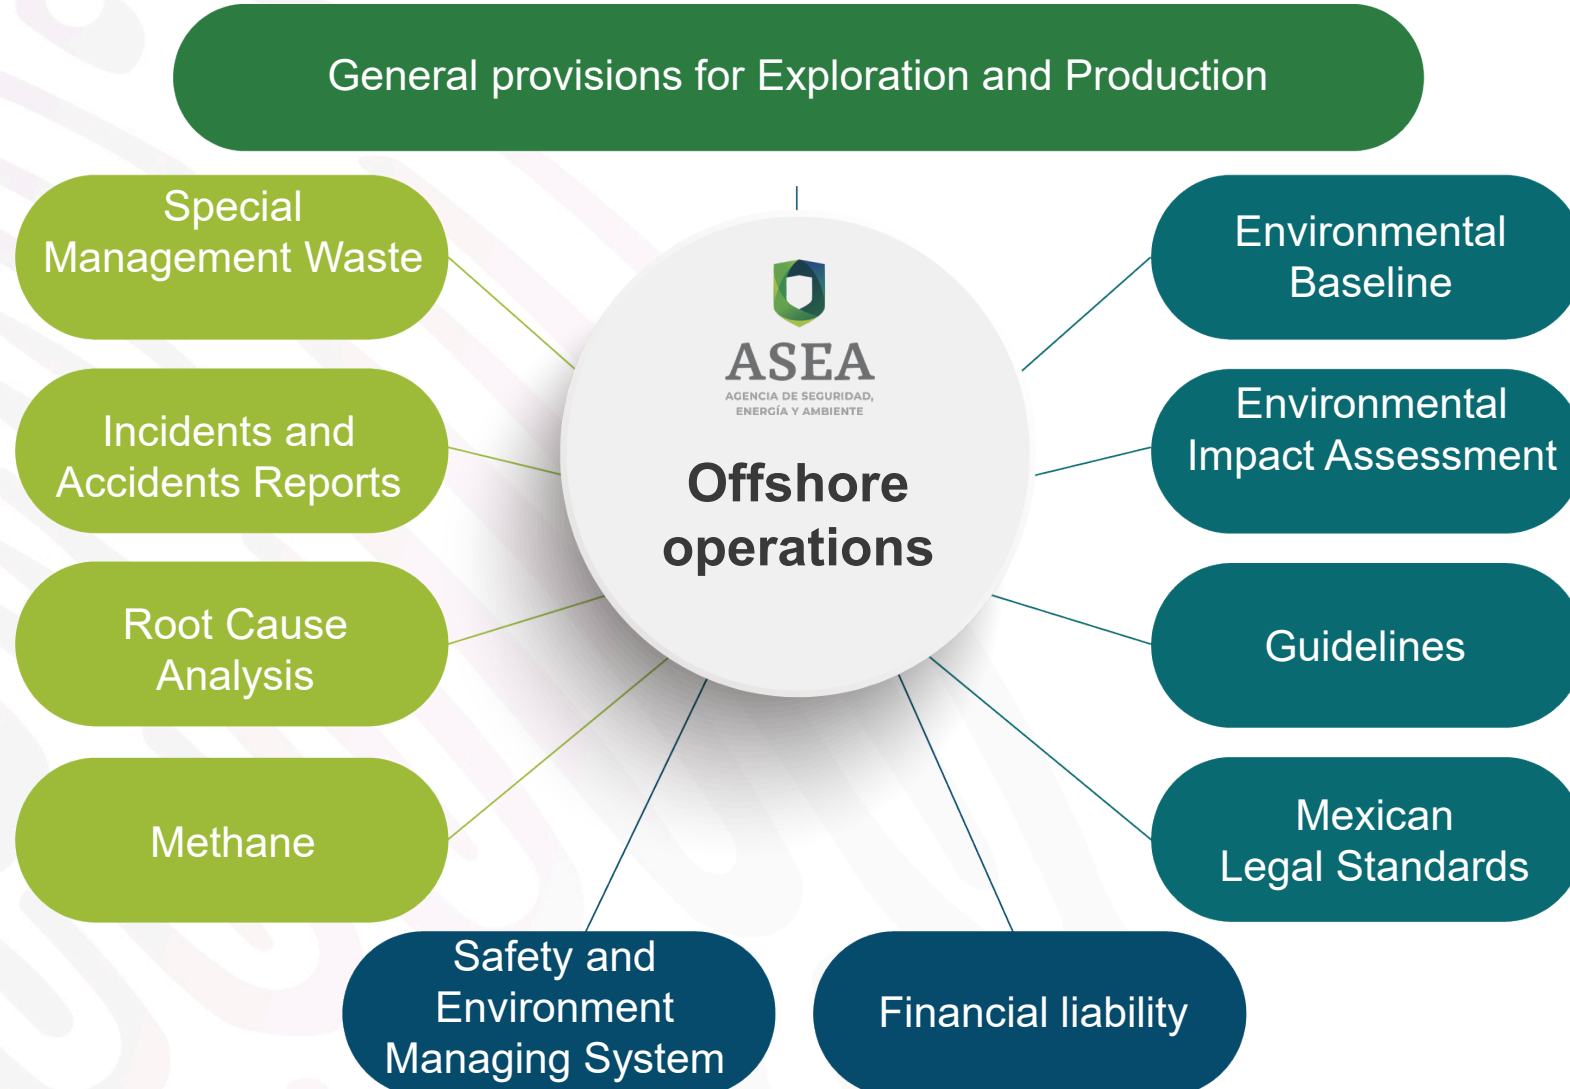 General provisions for Exploration and Production
Special
Management Waste
Incidents and
Accidents Reports
Root Cause
Analysis
Methane
ASEA
AGENCIA DE SEGURIDAD,
ENERGÍA Y AMBIENTE
Offshore
operations
Environmental
Baseline
Environmental
Impact Assessment
Guidelines
Mexican
Legal Standards
Safety and
Environment
Managing System
Financial liability